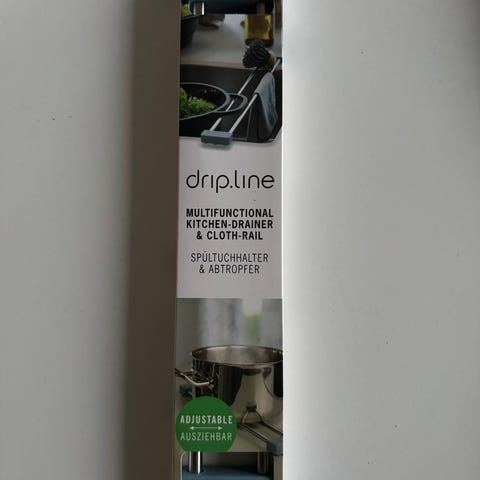 drip.line
MULTIFUNCTIONAL
KITCHEN-DRAINER
& CLOTH-RAIL
SPÜLTUCHHALTER
& ABTROPFER
ADJUSTABLE
AUSZIEHBAR